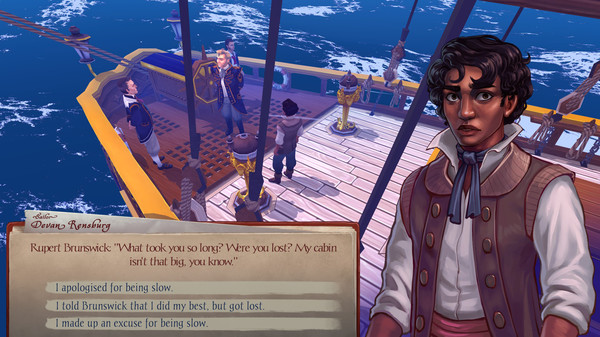 Sailor
Devan Rensburg
Rupert Brunswick: "What took you so long? Were you lost? My cabin
isn't that big, you know."
I apologised for being slow.
I told Brunswick that I did my best, but got lost.
I made up an excuse for being slow.